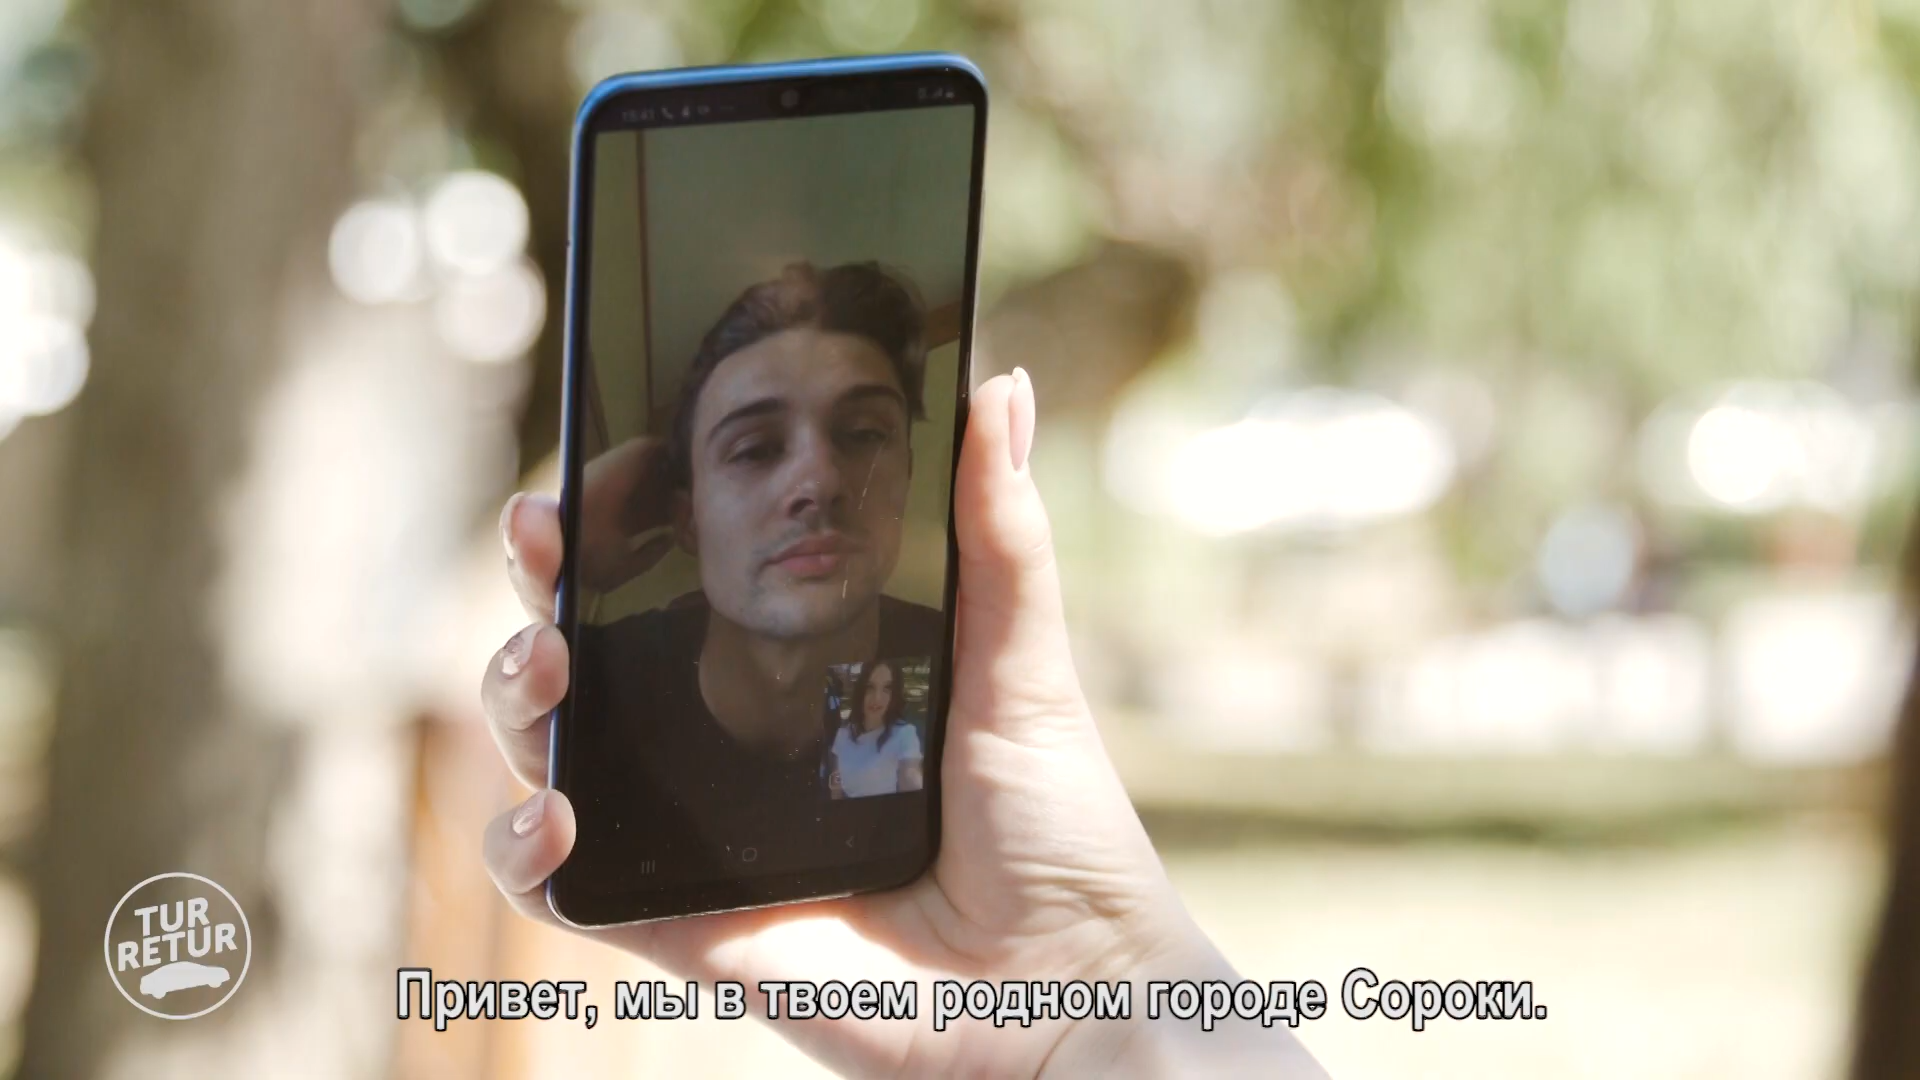 TUR
RETUR
Привет, мы в твоем родном городе Сороки.